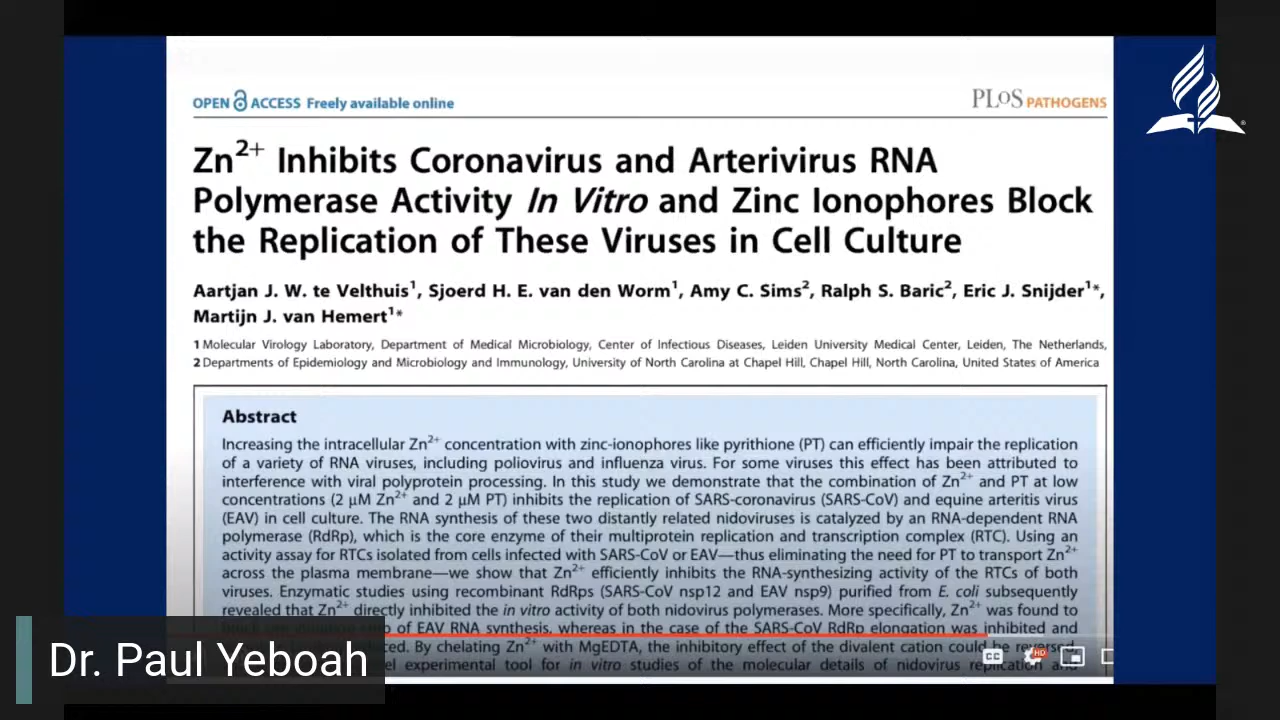 OPEN ACCESS Freely available online
PLoS PATHOGENS
Zn2+ Inhibits Coronavirus and Arterivirus RNA
Polymerase Activity In Vitro and Zinc Ionophores Block
the Replication of These Viruses in Cell Culture
Aartjan J. W. te Velthuis1, Sjoerd H. E. van den Worm1, Amy C. Sims2, Ralph S. Baric2, Eric J. Snijder1*,
Martijn J. van Hemert1*
1 Molecular Virology Laboratory, Department of Medical Microbiology, Center of Infectious Diseases, Leiden University Medical Center, Leiden, The Netherlands,
2 Departments of Epidemiology and Microbiology and Immunology, University of North Carolina at Chapel Hill, Chapel Hill, North Carolina, United States of America
Abstract
Increasing the intracellular Zn2+ concentration with zinc-ionophores like pyrithione (PT) can efficiently impair the replication
of a variety of RNA viruses, including poliovirus and influenza virus. For some viruses this effect has been attributed to
interference with viral polyprotein processing. In this study we demonstrate that the combination of Zn2+ and PT at low
concentrations (2 μM Zn2+ and 2 μM PT) inhibits the replication of SARS-coronavirus (SARS-CoV) and equine arteritis virus
(EAV) in cell culture. The RNA synthesis of these two distantly related nidoviruses is catalyzed by an RNA-dependent RNA
polymerase (RdRp), which is the core enzyme of their multiprotein replication and transcription complex (RTC). Using an
activity assay for RTCs isolated from cells infected with SARS-CoV or EAV—thus eliminating the need for PT to transport Zn2+
across the plasma membrane—we show that Zn2+ efficiently inhibits the RNA-synthesizing activity of the RTCs of both
viruses. Enzymatic studies using recombinant RdRps (SARS-CoV nsp12 and EAV nsp9) purified from E. coli subsequently
revealed that Zn2+ directly inhibited the in vitro activity of both nidovirus polymerases. More specifically, Zn2+ was found to
of EAV RNA synthesis, whereas in the case of the SARS-CoV RdRp elongation was inhibited and
By chelating Zn2+ with MgEDTA, the inhibitory effect of the divalent cation could be reversed,
experimental tool for in vitro studies of the molecular details of nidovirus replication and
CC
HD
Dr. Paul Yeboah